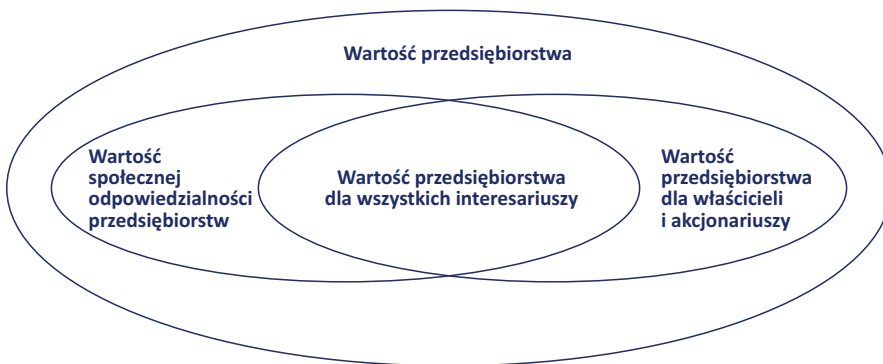 Wartość przedsiębiorstwa
Wartość
społecznej
odpowiedzialności
przedsiębiorstw
Wartość przedsiębiorstwa
dla wszystkich interesariuszy
Wartość
przedsiębiorstwa
dla właścicieli
i akcjonariuszy